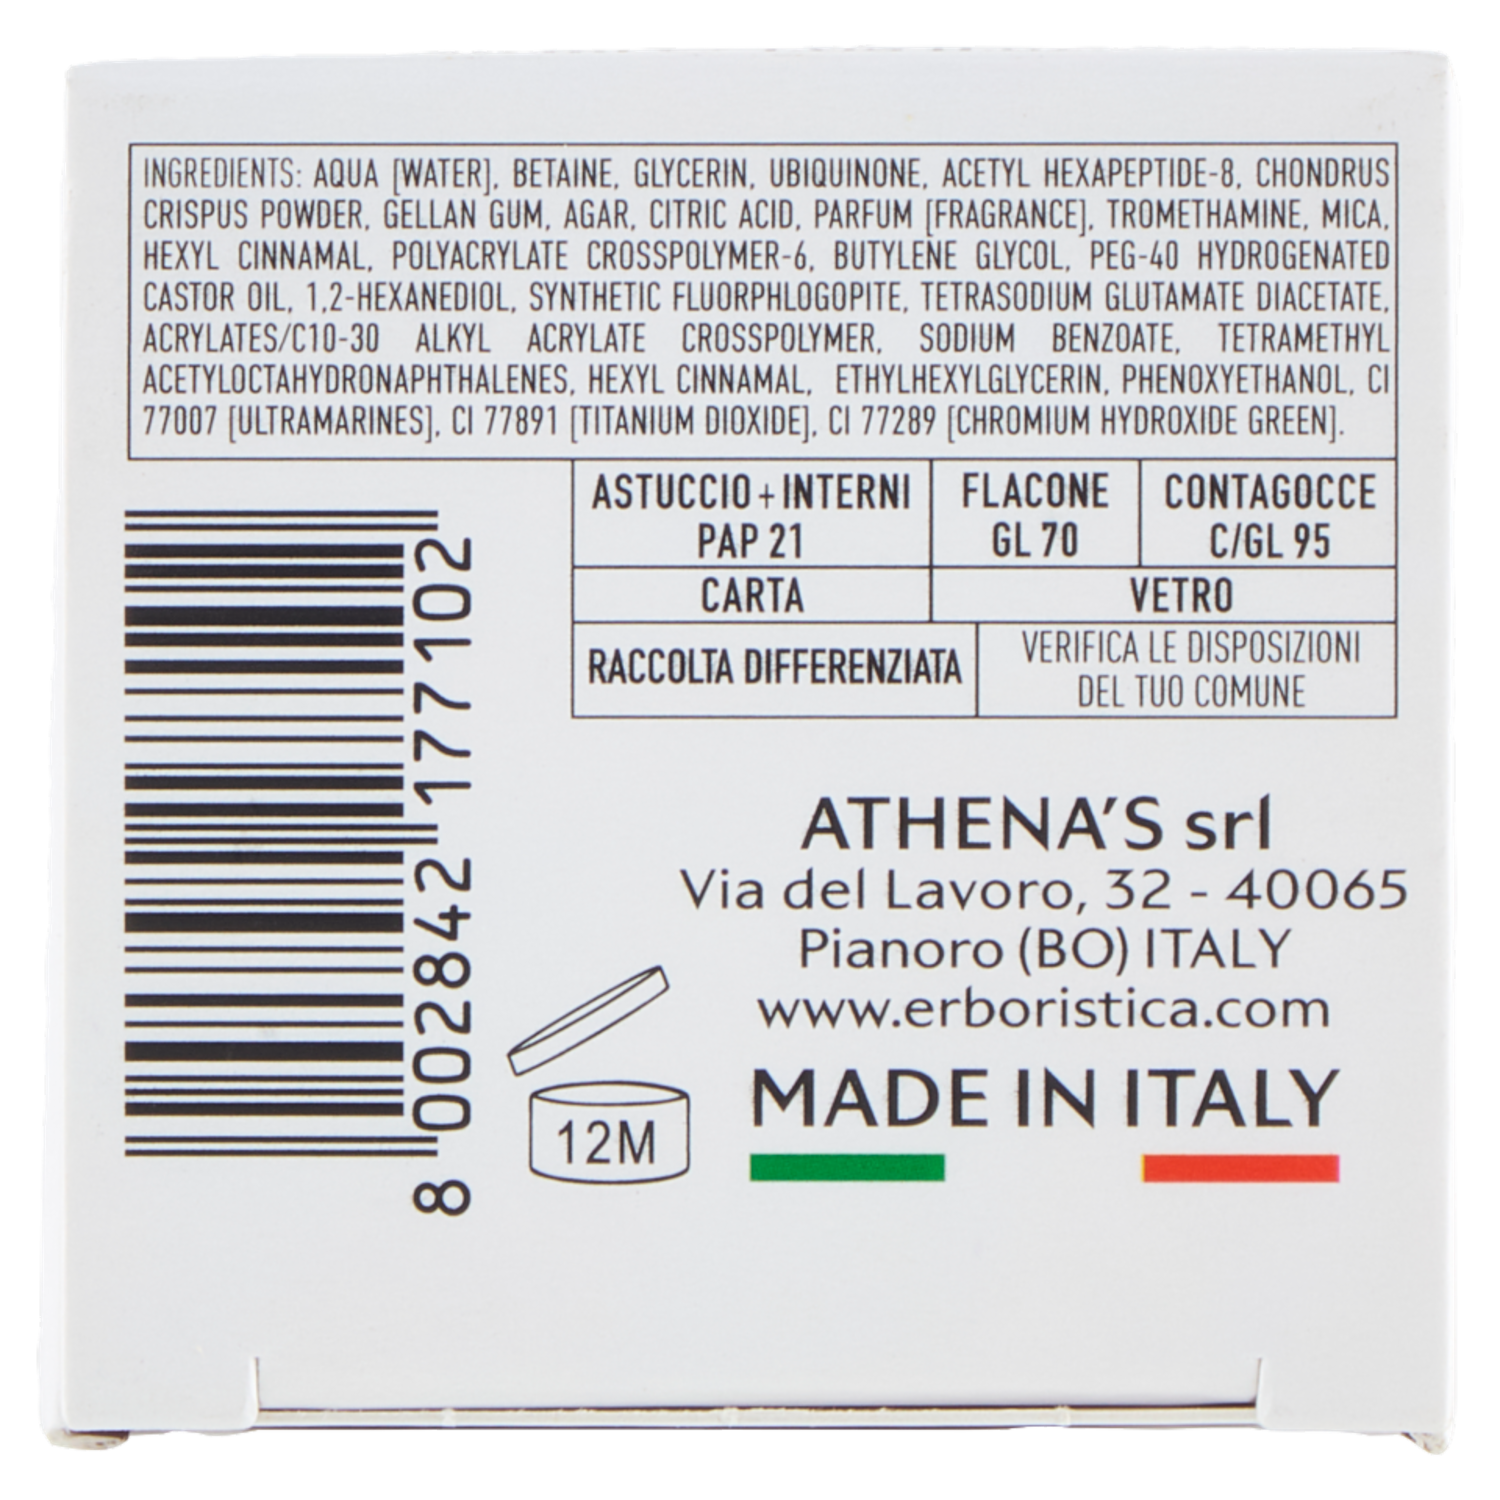 INGREDIENTS: AQUA [WATER], BETAINE, GLYCERIN, UBIQUINONE, ACETYL HEXAPEPTIDE-8, CHONDRUS
CRISPUS POWDER, GELLAN GUM, AGAR, CITRIC ACID, PARFUM [FRAGRANCE], TROMETHAMINE, MICA,
HEXYL CINNAMAL, POLYACRYLATE CROSSPOLYMER-6, BUTYLENE GLYCOL, PEG-40 HYDROGENATED
CASTOR OIL, 1,2-HEXANEDIOL, SYNTHETIC FLUORPHLOGOPITE, TETRASODIUM GLUTAMATE DIACETATE,
ACRYLATES/C10-30 ALKYL ACRYLATE CROSSPOLYMER, SODIUM BENZOATE, TETRAMETHYL
ACETYLOCTAHYDRONAPHTHALENES, HEXYL CINNAMAL, ETHYLHEXYLGLYCERIN, PHENOXYETHANOL, CI
77007 [ULTRAMARINES], CI 77891 [TITANIUM DIOXIDE], CI 77289 [CHROMIUM HYDROXIDE GREEN].
ASTUCCIO + INTERNI
PAP 21
FLACONE
GL 70
CONTAGOCCE
C/GL 95
CARTA
VETRO
RACCOLTA DIFFERENZIATA
VERIFICA LE DISPOSIZIONI
DEL TUO COMUNE
8 002842 177102
12M
ATHENA'S srl
Via del Lavoro, 32 - 40065
Pianoro (BO) ITALY
www.erboristica.com
MADE IN ITALY